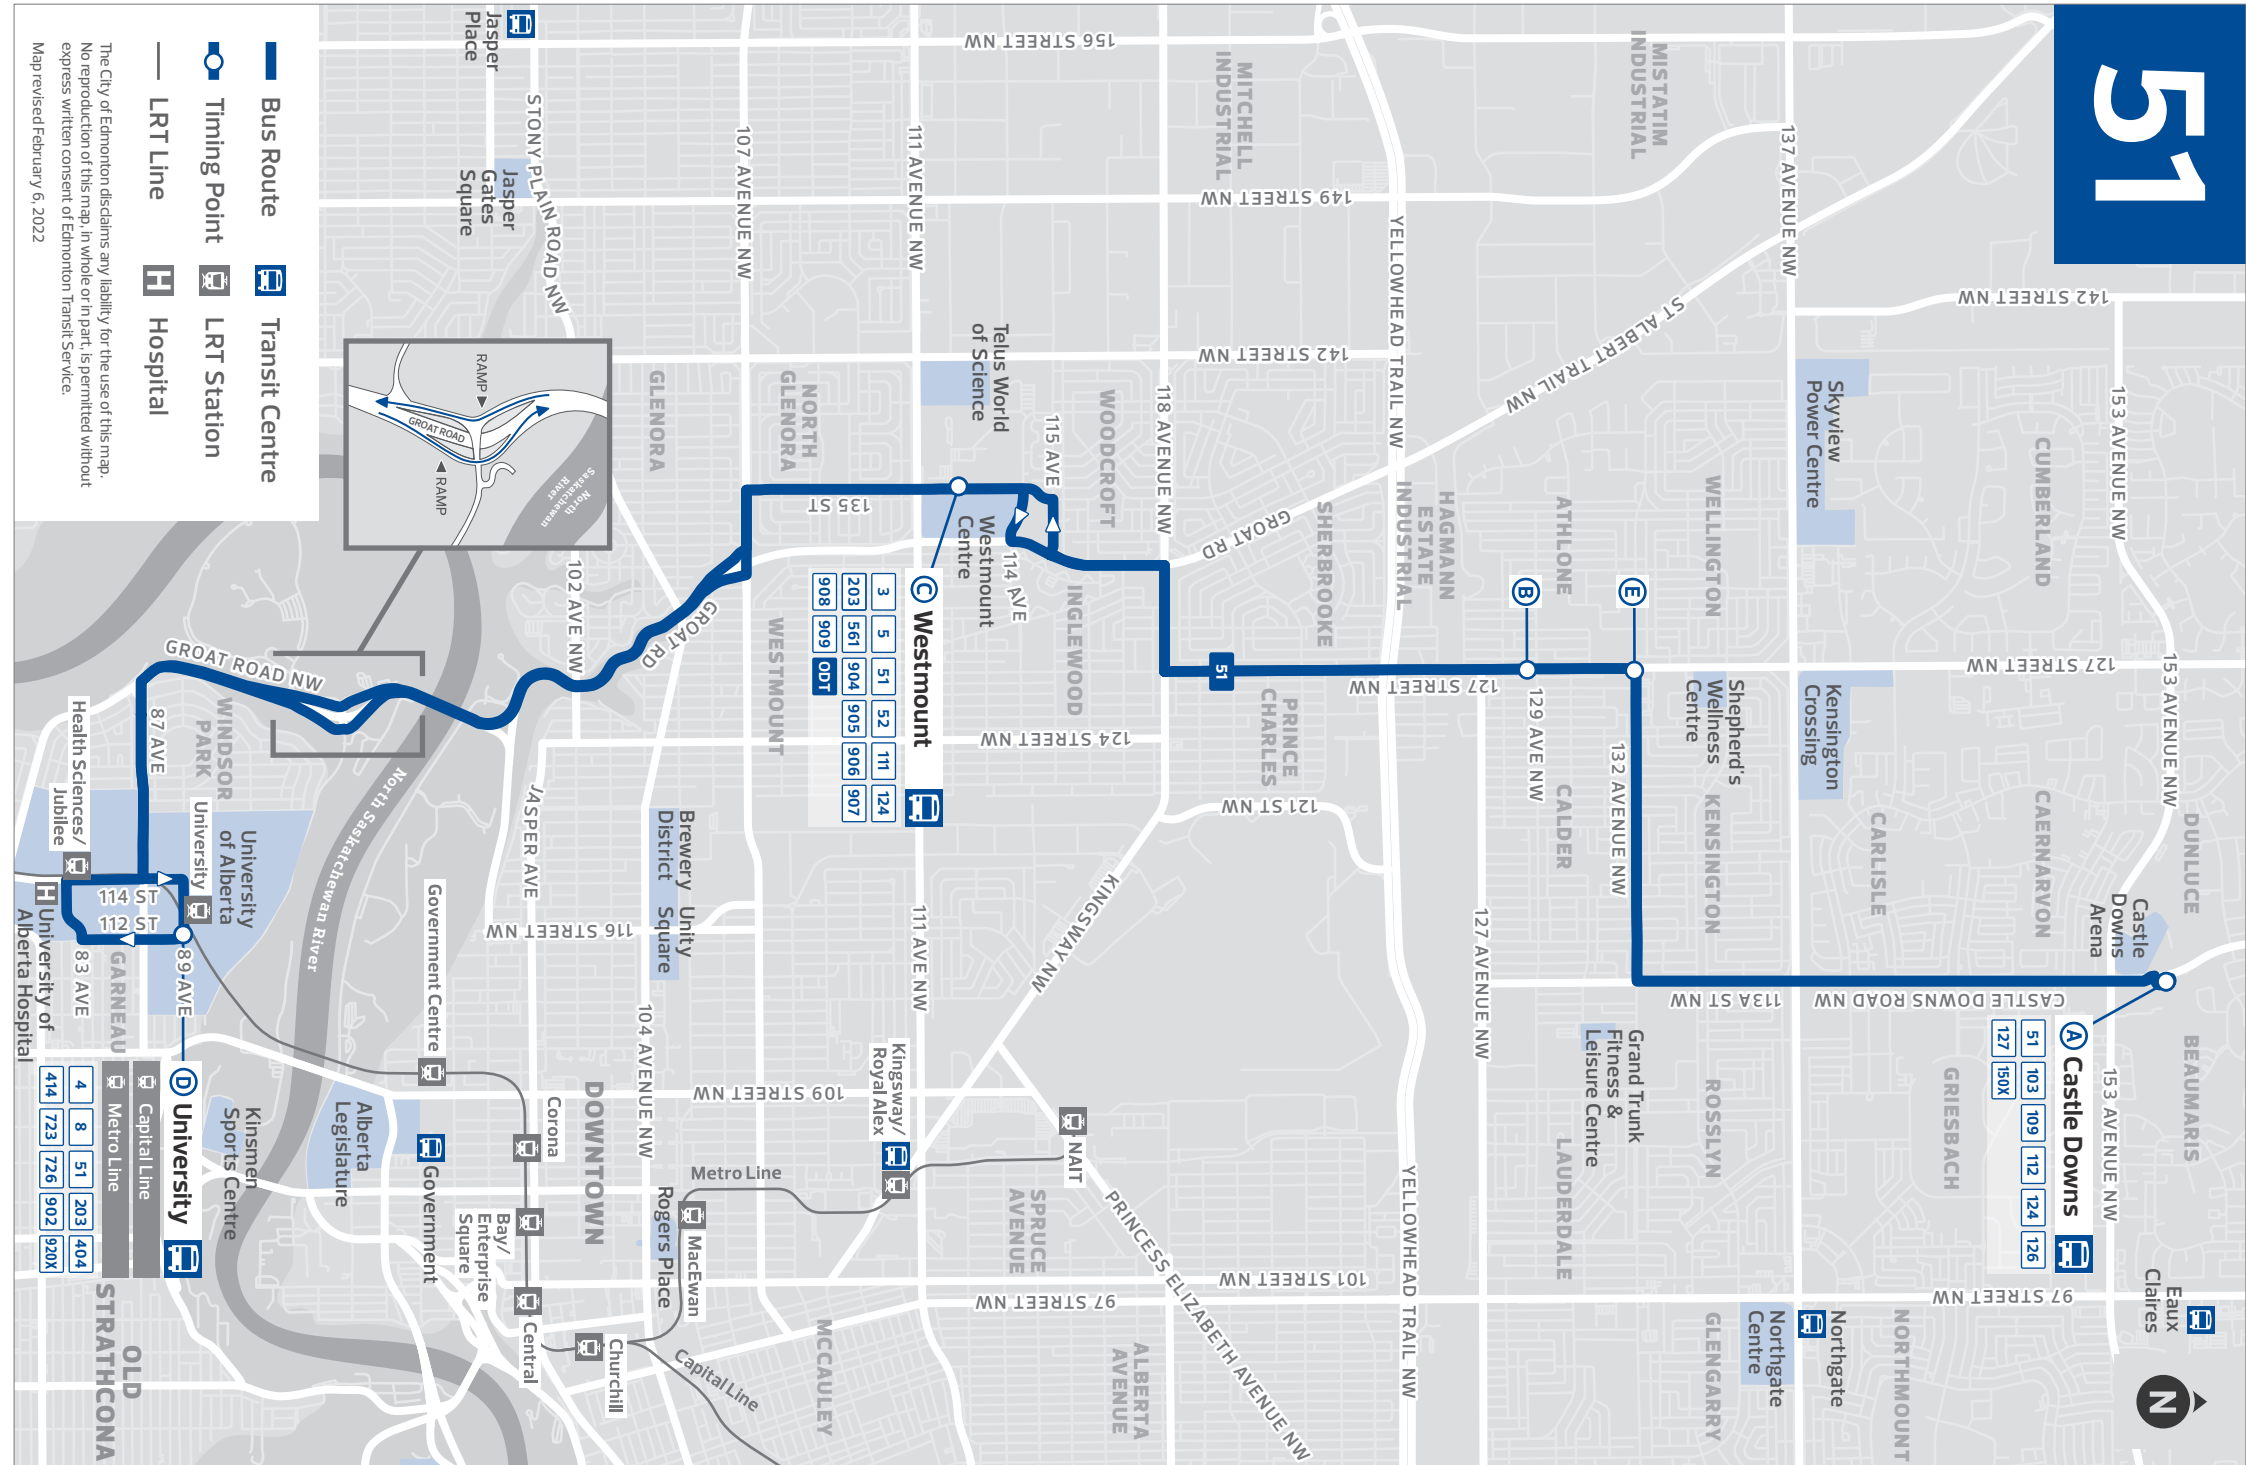 51
156 STREET NW
149 STREET NW
142 STREET NW
142 STREET NW
STONY PLAIN ROAD NW
107 AVENUE NW
111 AVENUE NW
118 AVENUE NW
YELLOWHEAD TRAIL NW
137 AVENUE NW
153 AVENUE NW
153 AVENUE NW
153 AVENUE NW
ST ALBERT TRAIL NW
MITCHELL
INDUSTRIAL
MISTATIM
INDUSTRIAL
Jasper
Place
Jasper
Gates
Square
Bus Route
Timing Point
LRT Line
Transit Centre
LRT Station
H
Hospital
The City of Edmonton disclaims any liability for the use of this map.
No reproduction of this map, in whole or in part, is permitted without
express written consent of Edmonton Transit Service.
Map revised February 6, 2022
RAMP
GROAT ROAD
RAMP
North
Saskatchewan
River
GLENORA
NORTH
GLENORA
Telus World
of Science
WOODCROFT
115 AVE
114 AVE
135 ST
Westmount
Centre
GROAT RD
GROAT RD
SHERBROOKE
HAGMANN
ESTATE
INDUSTRIAL
ATHLONE
WELLINGTON
Skyview
Power Centre
CUMBERLAND
INGLEWOOD
WESTMOUNT
C Westmount
3 5 51 52 111 124
203 561 904 905 906 907
908 909 ODT
51
B
E
127 STREET NW
127 STREET NW
129 AVE NW
132 AVENUE NW
Shepherd's
Wellness
Centre
Kensington
Crossing
PRINCE
CHARLES
CALDER
KENSINGTON
CARLISLE
CAERNARVON
DUNLUCE
Castle
Downs
Arena
124 STREET NW
121 ST NW
KINGSWAY NW
127 AVENUE NW
113A ST NW
CASTLE DOWNS ROAD NW
A Castle Downs
51 103 109 112 124 126
127 150X
BEAUMARIS
GRIESBACH
ROSSLYN
LAUDERDALE
Grand Trunk
Fitness &
Leisure Centre
102 AVE NW
GROAT ROAD NW
WINDSOR
PARK
87 AVE
Health Sciences/
Jubilee
University
University
of Alberta
114 ST
112 ST
89 AVE
83 AVE
GARNEAU
H
University of
Alberta Hospital
North Saskatchewan River
JASPER AVE
116 STREET NW
Brewery
District
Unity
Square
104 AVENUE NW
111 AVE NW
Government Centre
D University
Capital Line
Metro Line
4 8 51 203 404
414 723 726 902 920X
Kinsmen
Sports Centre
Alberta
Legislature
Government
Corona
DOWNTOWN
Bay/
Enterprise
Square
Central
Churchill
MacEwan
Rogers Place
Metro Line
Capital Line
109 STREET NW
Kingsway/
Royal Alex
NAIT
SPRUCE
AVENUE
PRINCESS ELIZABETH AVENUE NW
101 STREET NW
97 STREET NW
97 STREET NW
YELLOWHEAD TRAIL NW
MCCAULEY
ALBERTA
AVENUE
GLENGARRY
Northgate
Centre
Northgate
NORTHMOUNT
Eaux
Claires
OLD
STRATHCONA
N